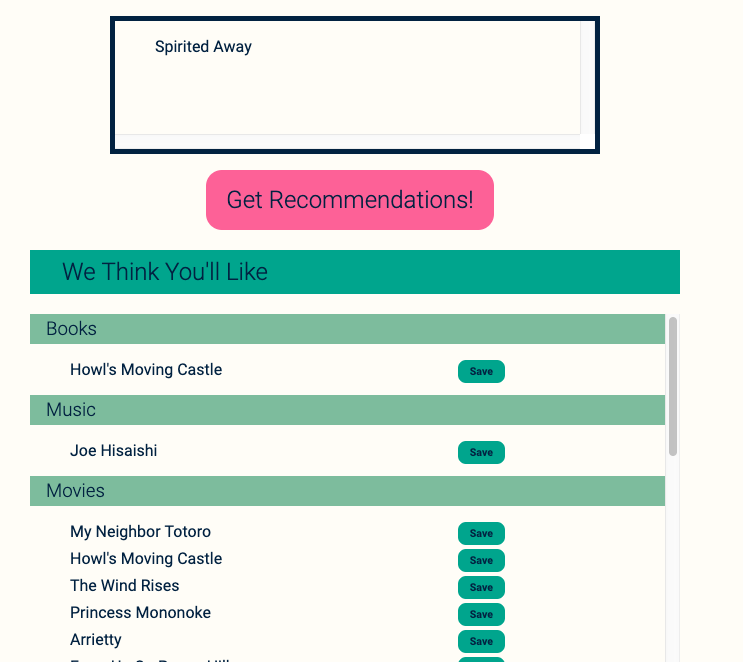 Spirited Away
Get Recommendations!
We Think You'll Like
Books
Howl's Moving Castle Save
Music
Joe Hisaishi Save
Movies
My Neighbor Totoro Save
Howl's Moving Castle Save
The Wind Rises Save
Princess Mononoke Save
Arrietty Save